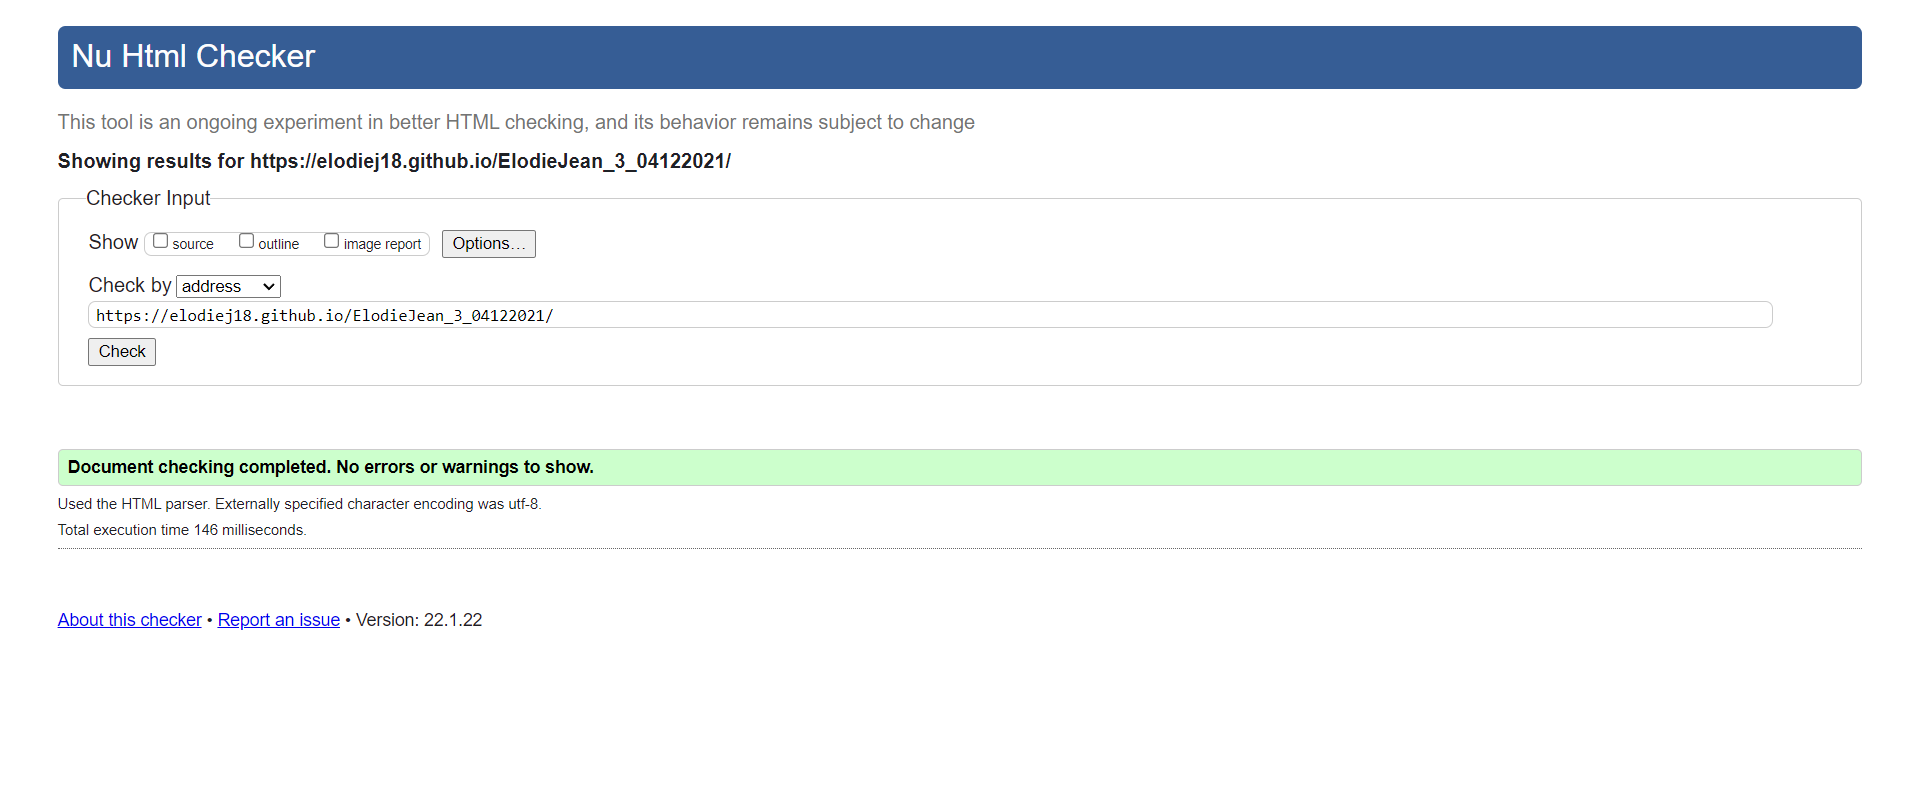 Nu Html Checker
This tool is an ongoing experiment in better HTML checking, and its behavior remains subject to change
Showing results for https://elodiej18.github.io/ElodieJean_3_04122021/
Checker Input
Show source outline image report Options...
Check by address
https://elodiej18.github.io/ElodieJean_3_04122021/
Check
Document checking completed. No errors or warnings to show.
Used the HTML parser. Externally specified character encoding was utf-8.
Total execution time 146 milliseconds.
About this checker • Report an issue • Version: 22.1.22